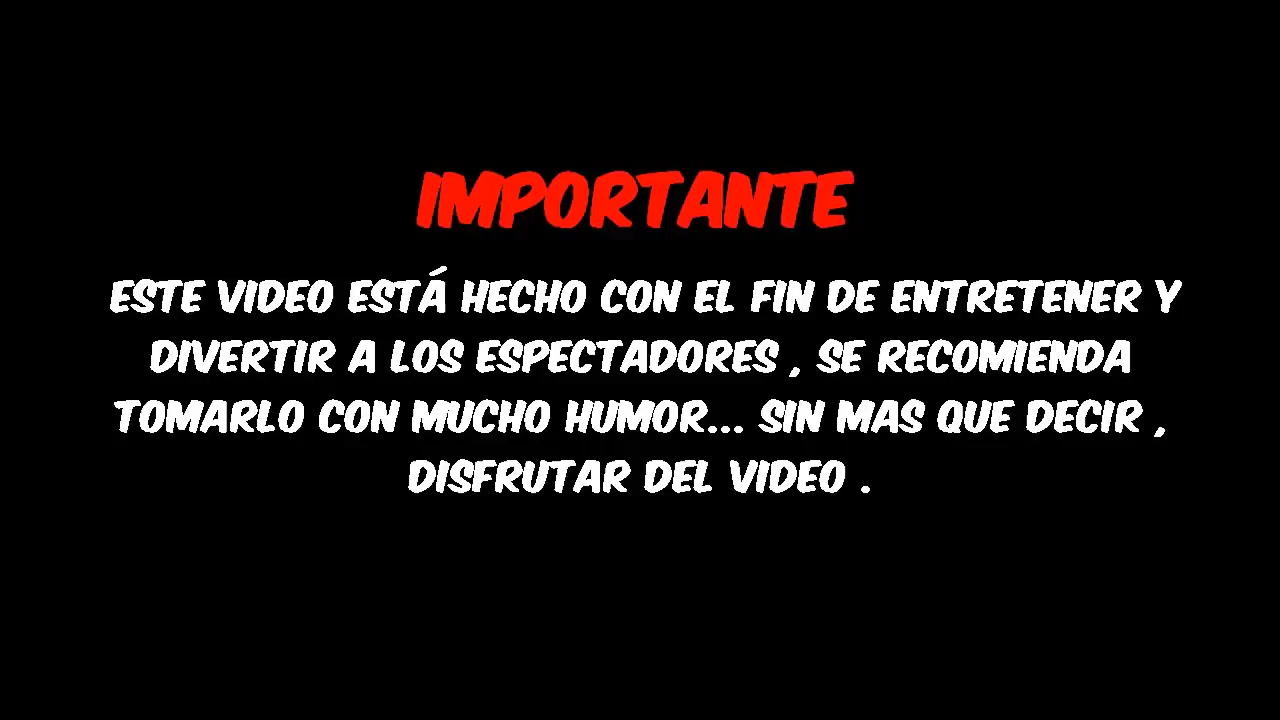 IMPORTANTE
ESTE VIDEO ESTÁ HECHO CON EL FIN DE ENTRETENER Y
DIVERTIR A LOS ESPECTADORES , SE RECOMIENDA
TOMARLO CON MUCHO HUMOR... SIN MAS QUE DECIR ,
DISFRUTAR DEL VIDEO .